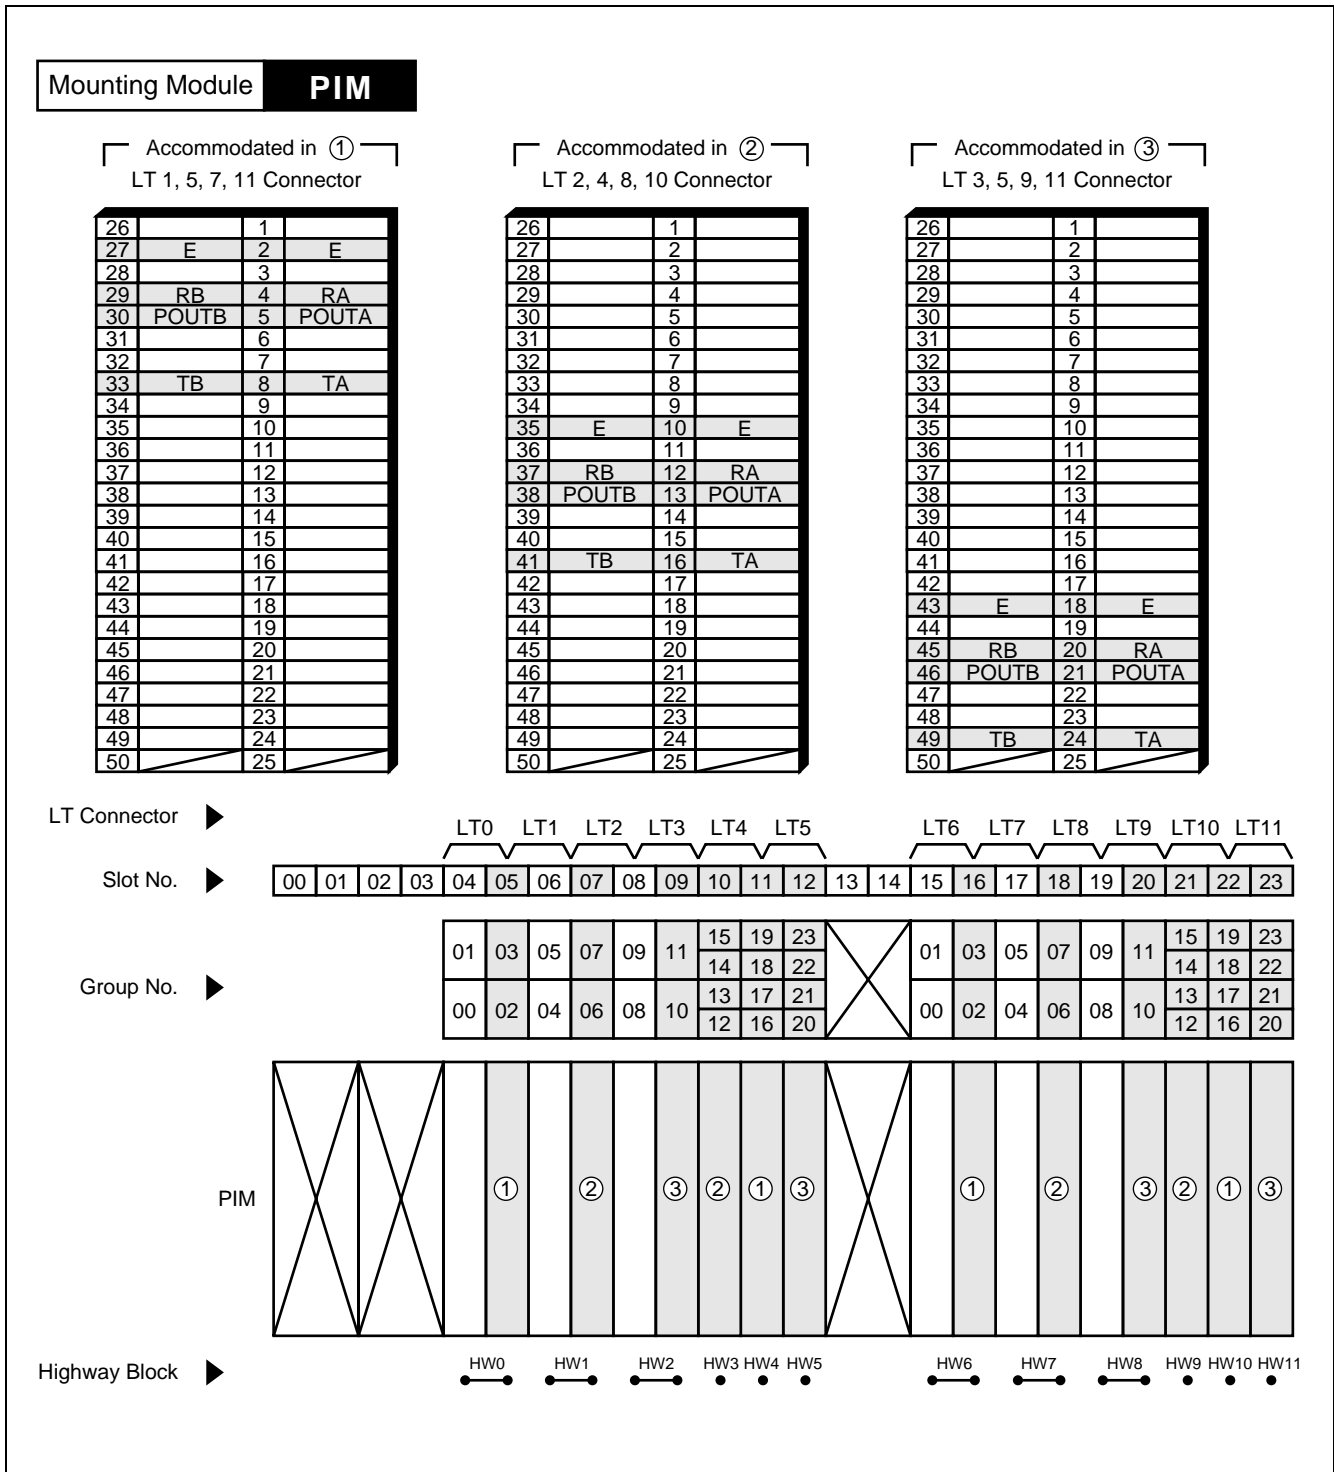 Mounting Module PIM
Accommodated in ① Accommodated in ② Accommodated in ③
LT 1, 5, 7, 11 Connector LT 2, 4, 8, 10 Connector LT 3, 5, 9, 11 Connector
26 1 26 1 26 1
27 E 2 E 27 2 27 2
28 3 28 3 28 3
29 RB 4 RA 29 4 29 4
30 POUTB 5 POUTA 30 5 30 5
31 6 31 6 31 6
32 7 32 7 32 7
33 TB 8 TA 33 8 33 8
34 9 34 9 34 9
35 10 35 E 10 E 35 10
36 11 36 11 36 11
37 12 37 RB 12 RA 37 12
38 13 38 POUTB 13 POUTA 38 13
39 14 39 14 39 14
40 15 40 15 40 15
41 16 41 TB 16 TA 41 16
42 17 42 17 42 17
43 18 43 18 43 E 18 E
44 19 44 19 44 19
45 20 45 20 45 RB 20 RA
46 21 46 21 46 POUTB 21 POUTA
47 22 47 22 47 22
48 23 48 23 48 23
49 24 49 24 49 TB 24 TA
50 25 50 25 50 25
LT Connector LT0 LT1 LT2 LT3 LT4 LT5 LT6 LT7 LT8 LT9 LT10 LT11
Slot No. 00 01 02 03 04 05 06 07 08 09 10 11 12 13 14 15 16 17 18 19 20 21 22 23
15 19 23 15 19 23
01 03 05 07 09 11 01 03 05 07 09 11
14 18 22 14 18 22
Group No.
13 17 21 13 17 21
00 02 04 06 08 10 00 02 04 06 08 10
12 16 20 12 16 20
PIM ① ② ③ ② ① ③ ① ② ③ ② ① ③
Highway Block HW0 HW1 HW2 HW3 HW4 HW5 HW6 HW7 HW8 HW9 HW10 HW11